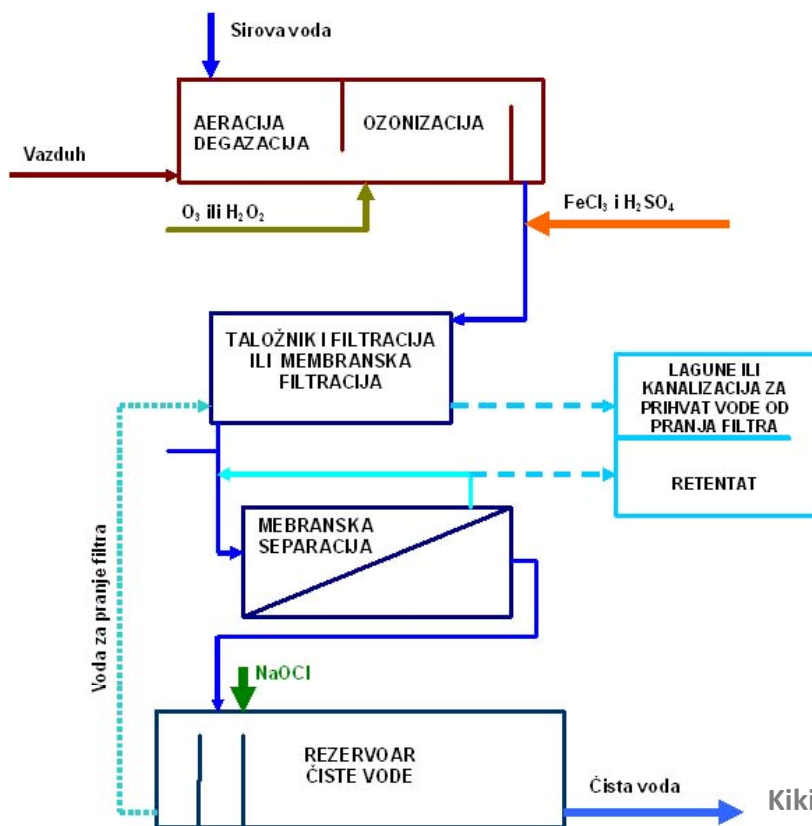 Sirova voda
AERACIJA
DEGAZACIJA
OZONIZACIJA
Vazduh
O₃ ili H₂O₂
FeCl₃ i H₂SO₄
TALOŽNIK I FILTRACIJA
ILI MEMBRANSKA
FILTRACIJA
LAGUNE ILI
KANALIZACIJA ZA
PRIHVAT VODE OD
PRANJA FILTRA
RETENTAT
MEBRANSKA
SEPARACIJA
Voda za pranje filtra
NaOCl
REZERVOAR
ČISTE VODE
Čista voda
Kiki